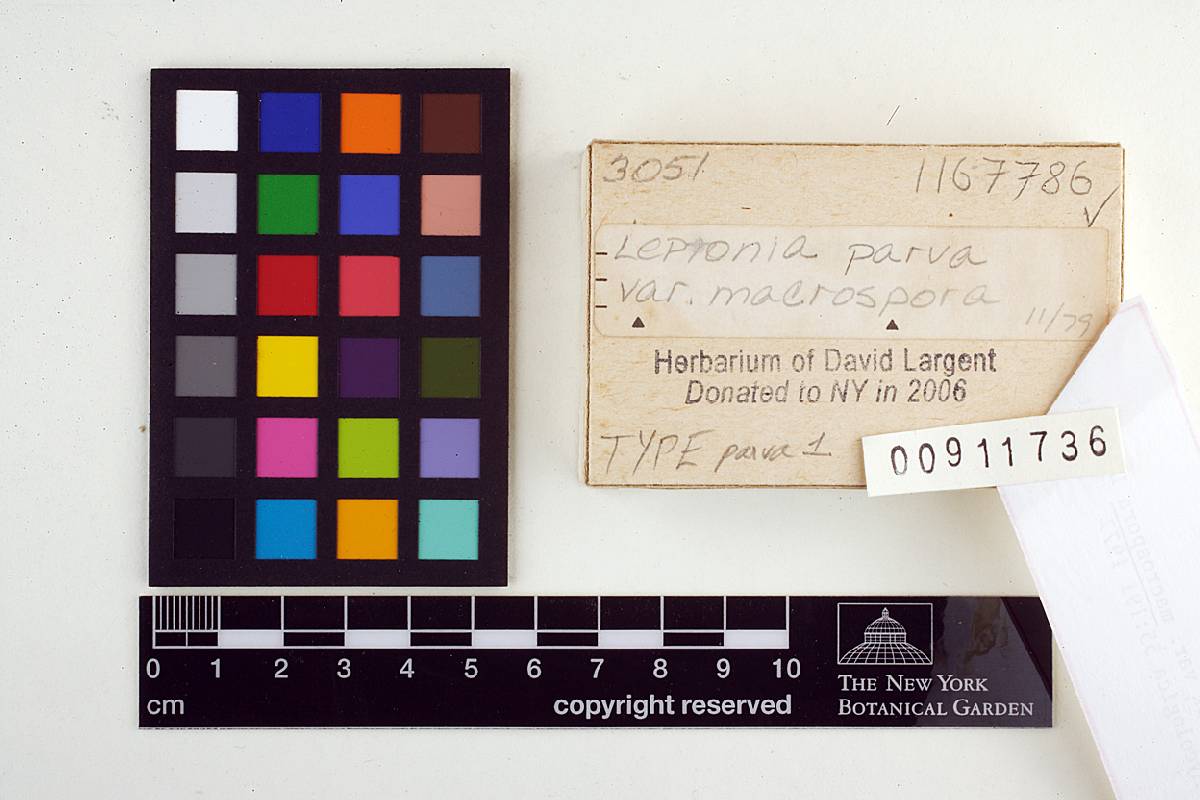 3051 1167786
Leptonia parva
var. macrospora
11/79
Herbarium of David Largent
Donated to NY in 2006
TYPE parva 1
00911736
0 1 2 3 4 5 6 7 8 9 10
cm copyright reserved
THE NEW YORK
BOTANICAL GARDEN